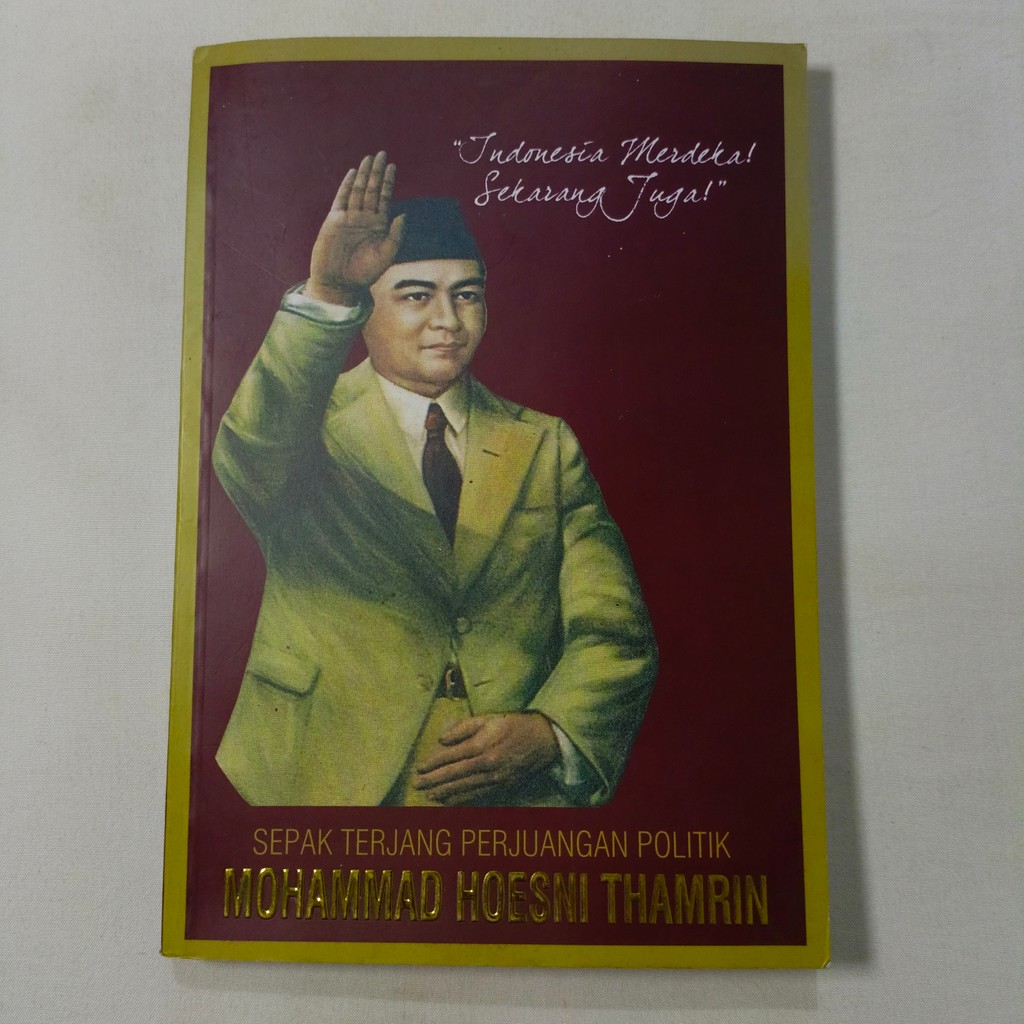 “Indonesia Merdeka!
Sekarang Juga!”
SEPAK TERJANG PERJUANGAN POLITIK
MOHAMMAD HOESNI THAMRIN